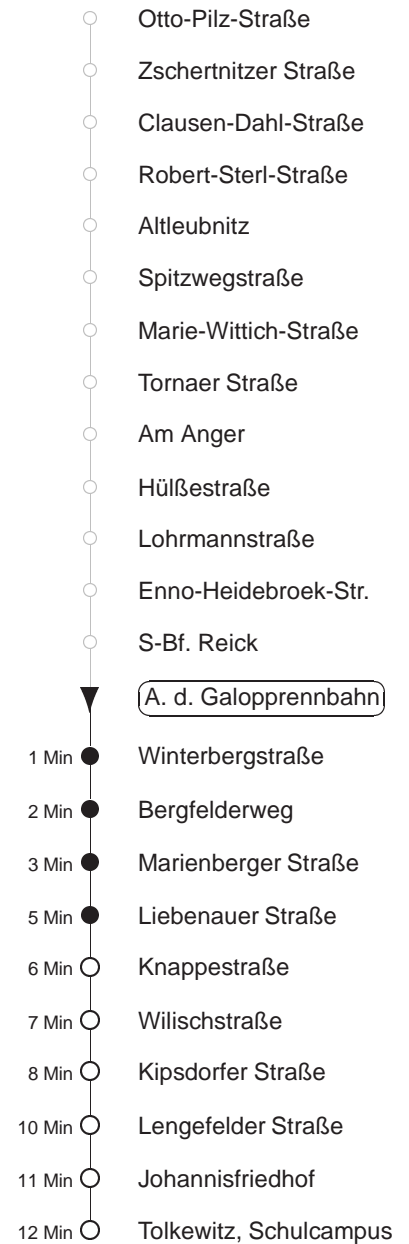 Otto-Pilz-Straße
Zschertnitzer Straße
Clausen-Dahl-Straße
Robert-Sterl-Straße
Altleubnitz
Spitzwegstraße
Marie-Wittich-Straße
Tornaer Straße
Am Anger
Hülßestraße
Lohrmannstraße
Enno-Heidebroek-Str.
S-Bf. Reick
A. d. Galopprennbahn
1 Min Winterbergstraße
2 Min Bergfelderweg
3 Min Marienberger Straße
5 Min Liebenauer Straße
6 Min Knappestraße
7 Min Wilischstraße
8 Min Kipsdorfer Straße
10 Min Lengefelder Straße
11 Min Johannisfriedhof
12 Min Tolkewitz, Schulcampus